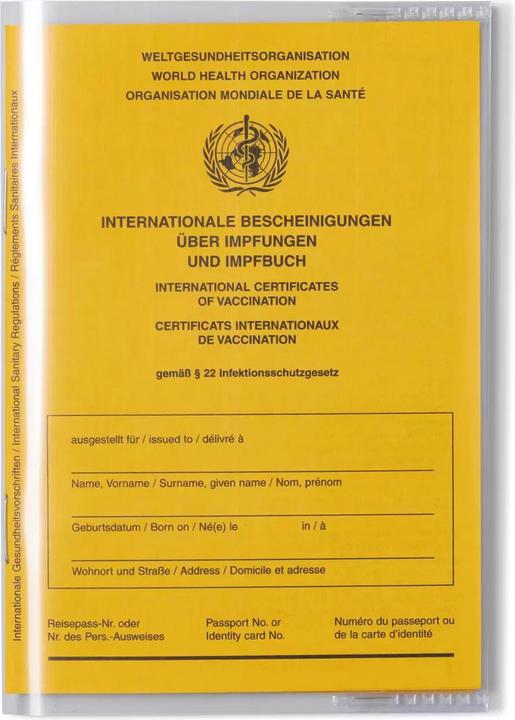 WELTGESUNDHEITSORGANISATION
WORLD HEALTH ORGANIZATION
ORGANISATION MONDIALE DE LA SANTÉ
INTERNATIONALE BESCHEINIGUNGEN
ÜBER IMPFUNGEN
UND IMPFBUCH
INTERNATIONAL CERTIFICATES
OF VACCINATION
CERTIFICATS INTERNATIONAUX
DE VACCINATION
gemäß § 22 Infektionsschutzgesetz
ausgestellt für / issued to / délivré à
Name, Vorname / Surname, given name / Nom, prénom
Geburtsdatum / Born on / Né(e) le in / à
Wohnort und Straße / Address / Domicile et adresse
Reisepass-Nr. oder Passport No. or Numéro du passeport ou
Nr. des Pers.-Ausweises Identity card No. de la carte d'identité
Internationale Gesundheitsvorschriften / International Sanitary Regulations / Réglements Sanitaires Internationaux